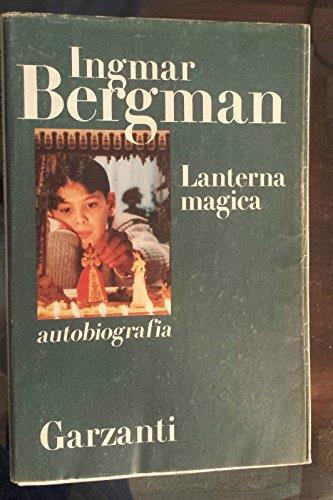 Ingmar
Bergman
Lanterna
magica
autobiografia
Garzanti